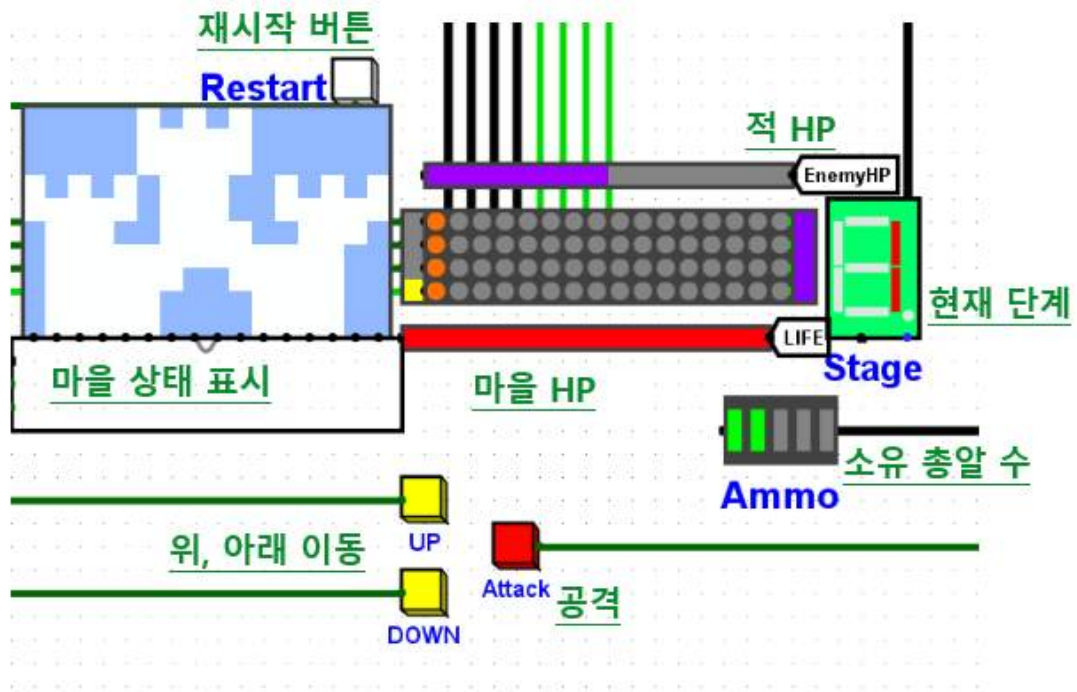 재시작 버튼
Restart
적 HP
EnemyHP
현재 단계
LIFE
Stage
마을 상태 표시
마을 HP
소유 총알 수
Ammo
UP
위, 아래 이동
Attack
공격
DOWN